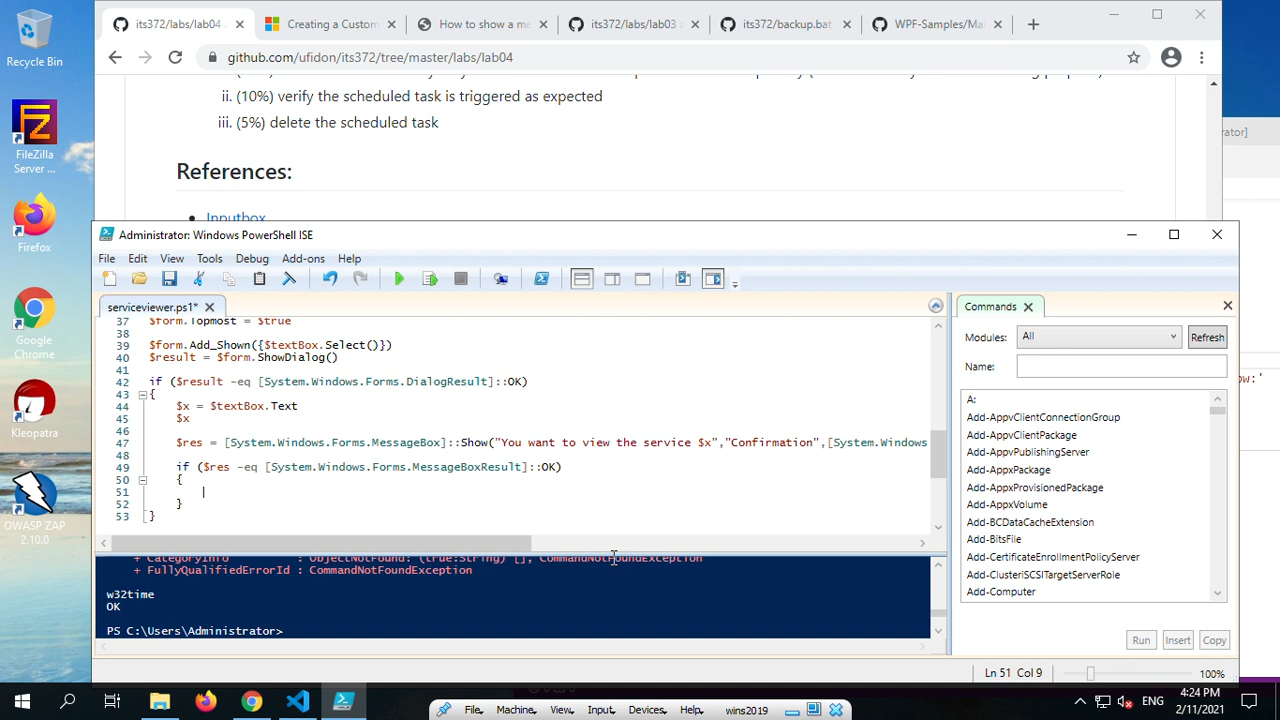 Recycle Bin
FileZilla
Server ...
Firefox
Google
Chrome
Kleopatra
OWASP ZAP
2.10.0
its372/labs/lab04
Creating a Custom
How to show a me
its372/labs/lab03
its372/backup.bat
WPF-Samples/Ma
github.com/ufidon/its372/tree/master/labs/lab04
ii. (10%) verify the scheduled task is triggered as expected
iii. (5%) delete the scheduled task
References:
Inputbox
rator]
ow:'
Administrator: Windows PowerShell ISE
File Edit View Tools Debug Add-ons Help
serviceviewer.ps1*
37 $form.Topmost = $true
38
39 $form.Add_Shown({$textBox.Select()})
40 $result = $form.ShowDialog()
41
42 if ($result -eq [System.Windows.Forms.DialogResult]::OK)
43 {
44 $x = $textBox.Text
45 $x
46
47 $res = [System.Windows.Forms.MessageBox]::Show("You want to view the service $x","Confirmation",[System.Windows
48
49 if ($res -eq [System.Windows.Forms.MessageBoxResult]::OK)
50 {
51
52 }
53 }
+ CategoryInfo : ObjectNotFound: (true:String) [], CommandNotFoundException
+ FullyQualifiedErrorId : CommandNotFoundException
w32time
OK
PS C:\Users\Administrator>
Commands
Modules: All Refresh
Name:
A:
Add-AppvClientConnectionGroup
Add-AppvClientPackage
Add-AppvPublishingServer
Add-AppxPackage
Add-AppxProvisionedPackage
Add-AppxVolume
Add-BCDataCacheExtension
Add-BitsFile
Add-CertificateEnrollmentPolicyServer
Add-ClusteriSCSITargetServerRole
Add-Computer
Run Insert Copy
Ln 51 Col 9 100%
File Machine View Input Devices Help wins2019
ENG
4:24 PM
2/11/2021